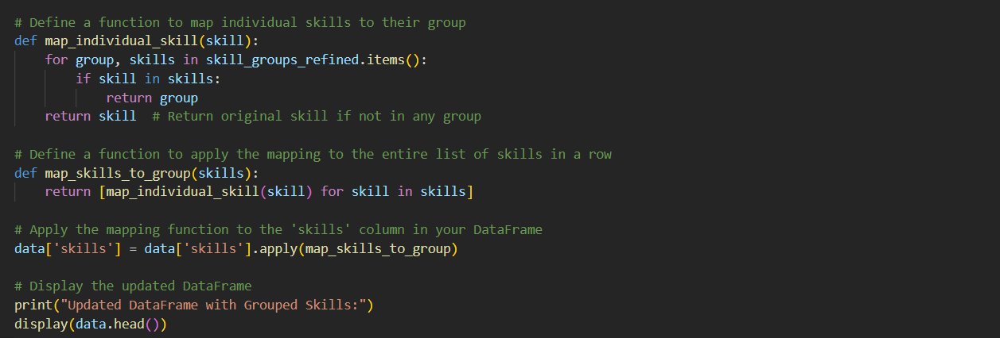 # Define a function to map individual skills to their group
def map_individual_skill(skill):
    for group, skills in skill_groups_refined.items():
        if skill in skills:
            return group
    return skill  # Return original skill if not in any group

# Define a function to apply the mapping to the entire list of skills in a row
def map_skills_to_group(skills):
    return [map_individual_skill(skill) for skill in skills]

# Apply the mapping function to the 'skills' column in your DataFrame
data['skills'] = data['skills'].apply(map_skills_to_group)

# Display the updated DataFrame
print("Updated DataFrame with Grouped Skills:")
display(data.head())